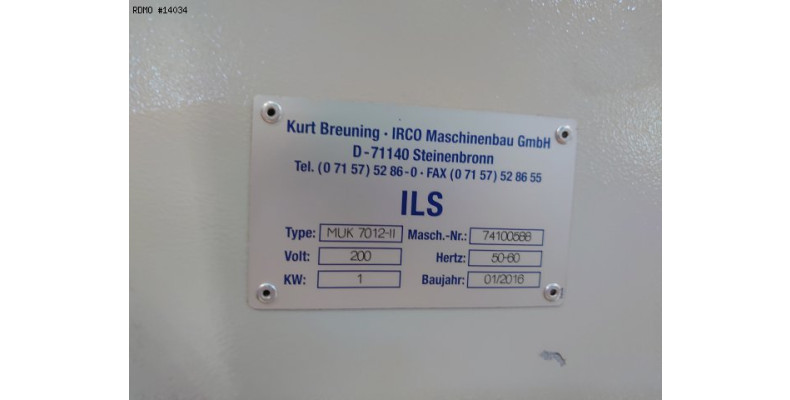 RDMO #14034
Kurt Breuning · IRCO Maschinenbau GmbH
D-71140 Steinenbronn
Tel. (0 71 57) 52 86-0 · FAX (0 71 57) 52 86 55
ILS
Type: MUK 7012-II Masch.-Nr.: 74100586
Volt: 200 Hertz: 50-60
KW: 1 Baujahr: 01/2016